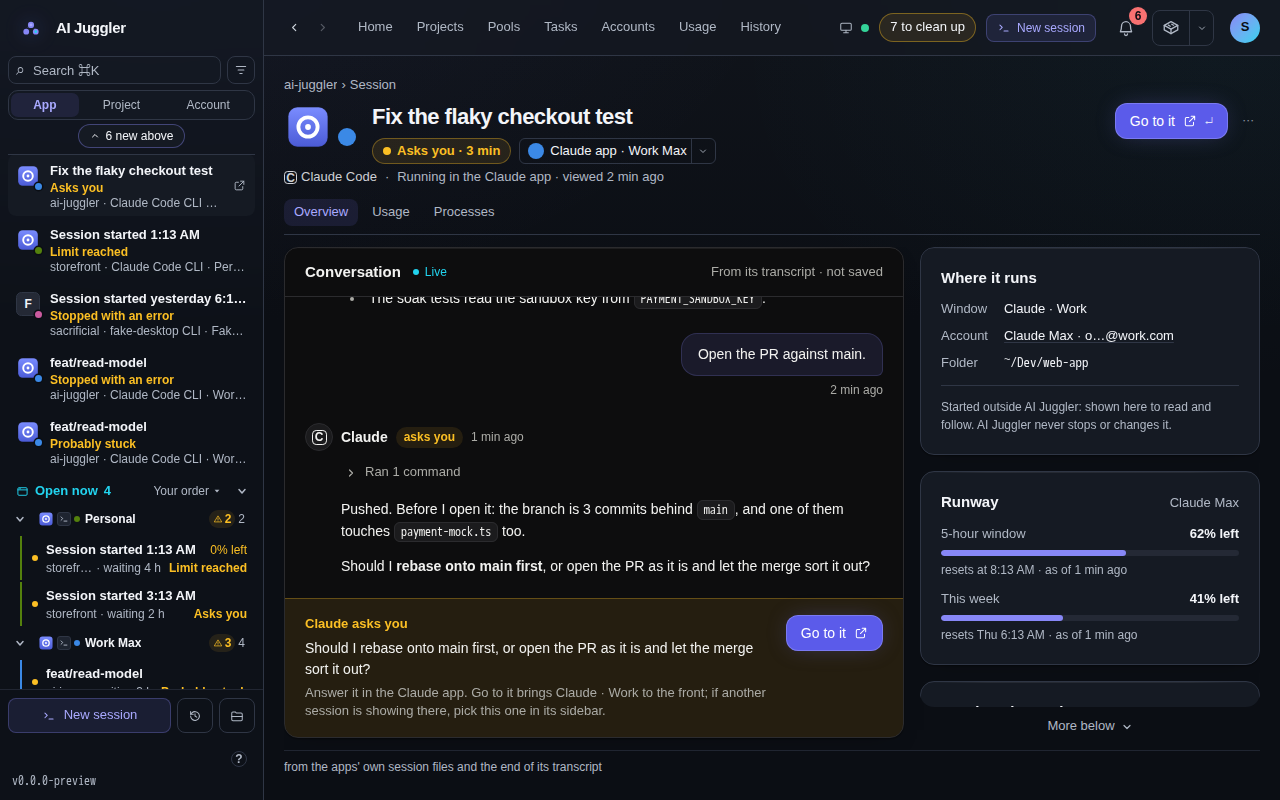 AI Juggler
Search ⌘K
App Project Account
6 new above
Fix the flaky checkout test
Asks you
ai-juggler · Claude Code CLI …
Session started 1:13 AM
Limit reached
storefront · Claude Code CLI · Per…
F
Session started yesterday 6:1…
Stopped with an error
sacrificial · fake-desktop CLI · Fak…
feat/read-model
Stopped with an error
ai-juggler · Claude Code CLI · Wor…
feat/read-model
Probably stuck
ai-juggler · Claude Code CLI · Wor…
Open now 4 Your order
Personal 2 2
Session started 1:13 AM 0% left
storefr… · waiting 4 h Limit reached
Session started 3:13 AM
storefront · waiting 2 h Asks you
Work Max 3 4
feat/read-model
New session
?
v0.0.0-preview
Home Projects Pools Tasks Accounts Usage History
7 to clean up
New session
6
S
ai-juggler › Session
Fix the flaky checkout test
Asks you · 3 min
Claude app · Work Max
Go to it
C Claude Code · Running in the Claude app · viewed 2 min ago
Overview Usage Processes
Conversation Live From its transcript · not saved
The soak tests read the sandbox key from PAYMENT_SANDBOX_KEY.
Open the PR against main.
2 min ago
C Claude asks you 1 min ago
Ran 1 command
Pushed. Before I open it: the branch is 3 commits behind main, and one of them
touches payment-mock.ts too.
Should I rebase onto main first, or open the PR as it is and let the merge sort it out?
Claude asks you
Should I rebase onto main first, or open the PR as it is and let the merge
sort it out?
Answer it in the Claude app. Go to it brings Claude · Work to the front; if another
session is showing there, pick this one in its sidebar.
Go to it
from the apps' own session files and the end of its transcript
Where it runs
Window Claude · Work
Account Claude Max · o…@work.com
Folder ~/Dev/web-app
Started outside AI Juggler: shown here to read and
follow. AI Juggler never stops or changes it.
Runway Claude Max
5-hour window 62% left
resets at 8:13 AM · as of 1 min ago
This week 41% left
resets Thu 6:13 AM · as of 1 min ago
More below